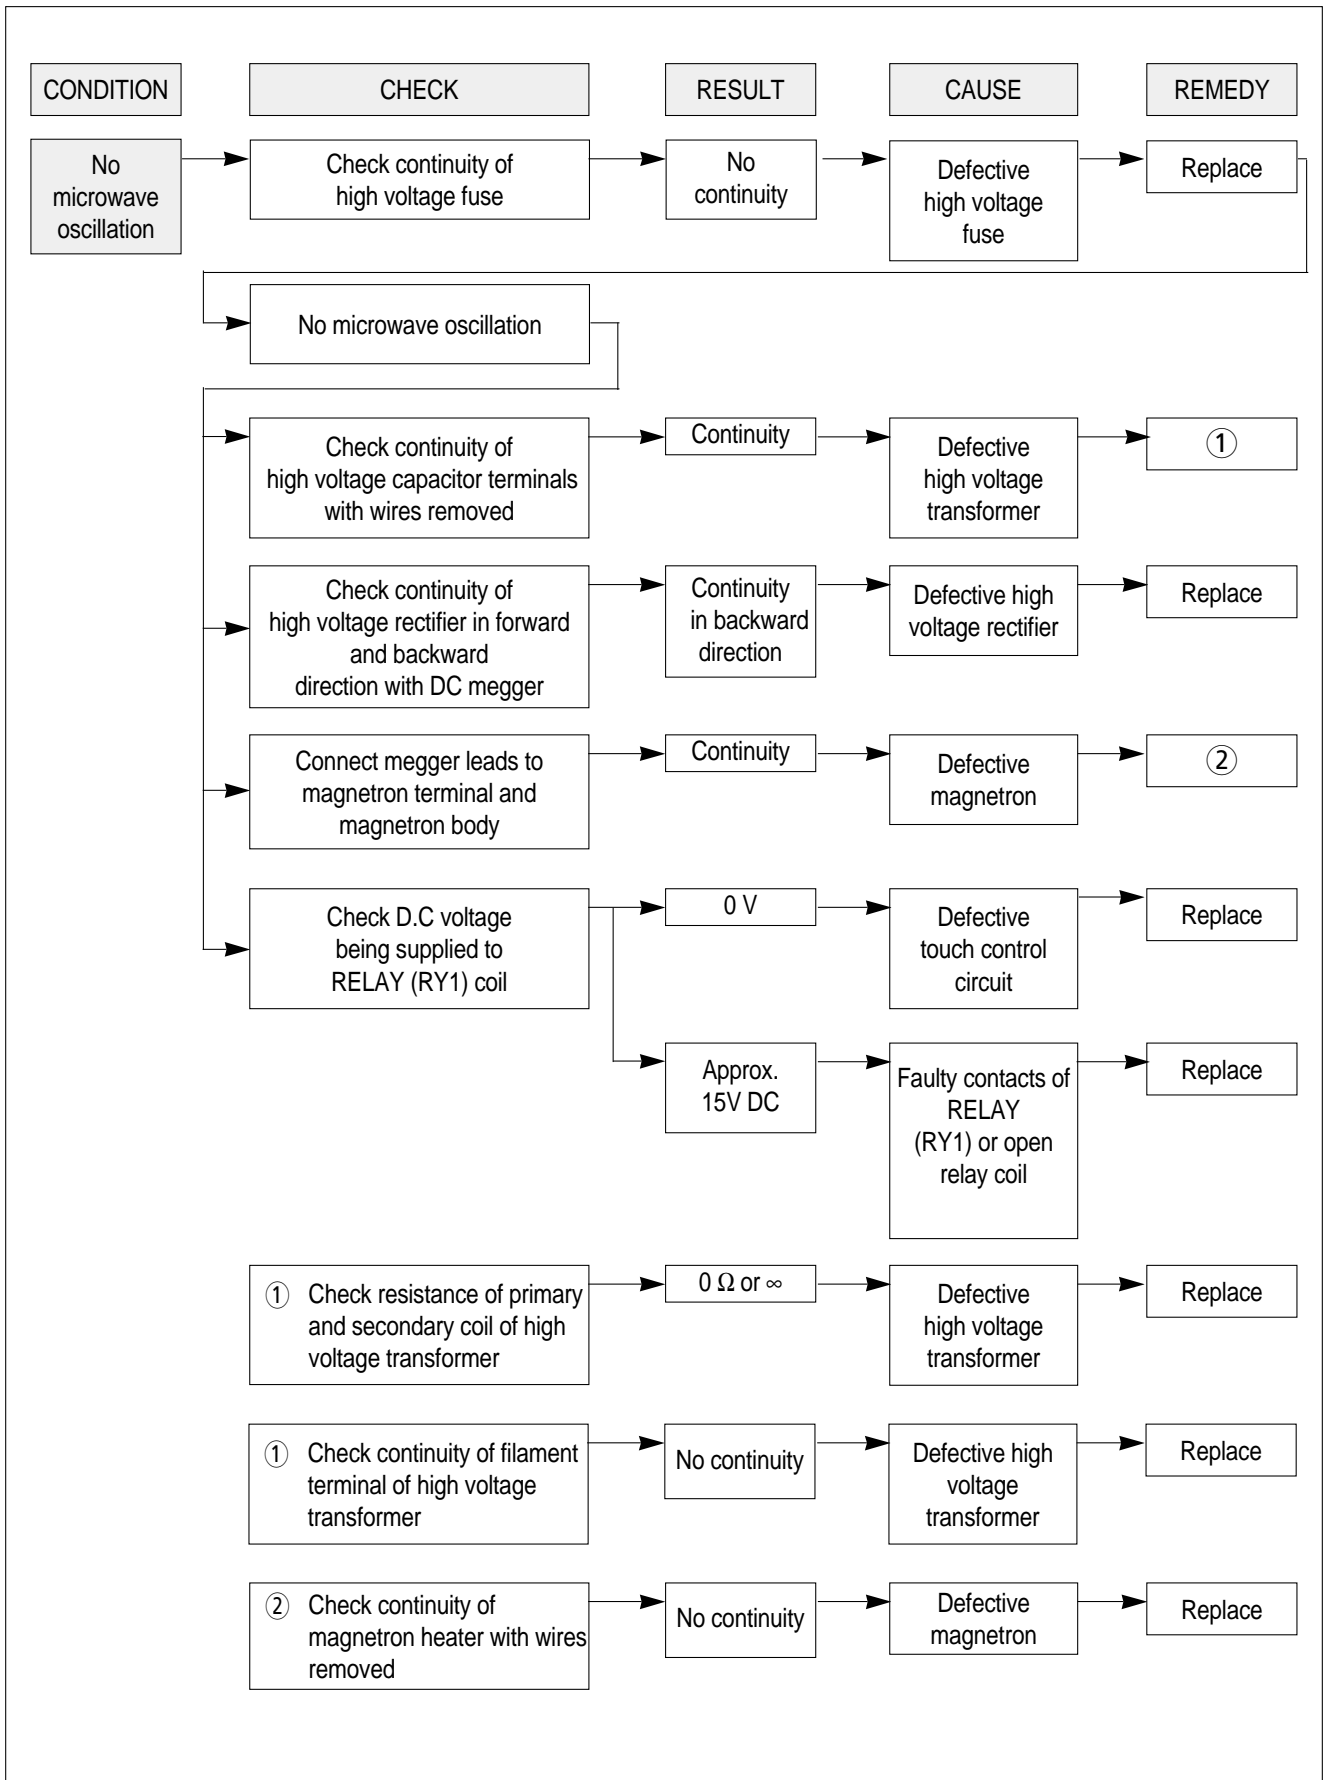 CONDITION
CHECK
RESULT
CAUSE
REMEDY
No
microwave
oscillation
Check continuity of
high voltage fuse
No
continuity
Defective
high voltage
fuse
Replace
No microwave oscillation
Check continuity of
high voltage capacitor terminals
with wires removed
Continuity
Defective
high voltage
transformer
①
Check continuity of
high voltage rectifier in forward
and backward
direction with DC megger
Continuity
in backward
direction
Defective high
voltage rectifier
Replace
Connect megger leads to
magnetron terminal and
magnetron body
Continuity
Defective
magnetron
②
Check D.C voltage
being supplied to
RELAY (RY1) coil
0 V
Defective
touch control
circuit
Replace
Approx.
15V DC
Faulty contacts of
RELAY
(RY1) or open
relay coil
Replace
① Check resistance of primary
and secondary coil of high
voltage transformer
0 Ω or ∞
Defective
high voltage
transformer
Replace
① Check continuity of filament
terminal of high voltage
transformer
No continuity
Defective high
voltage
transformer
Replace
② Check continuity of
magnetron heater with wires
removed
No continuity
Defective
magnetron
Replace